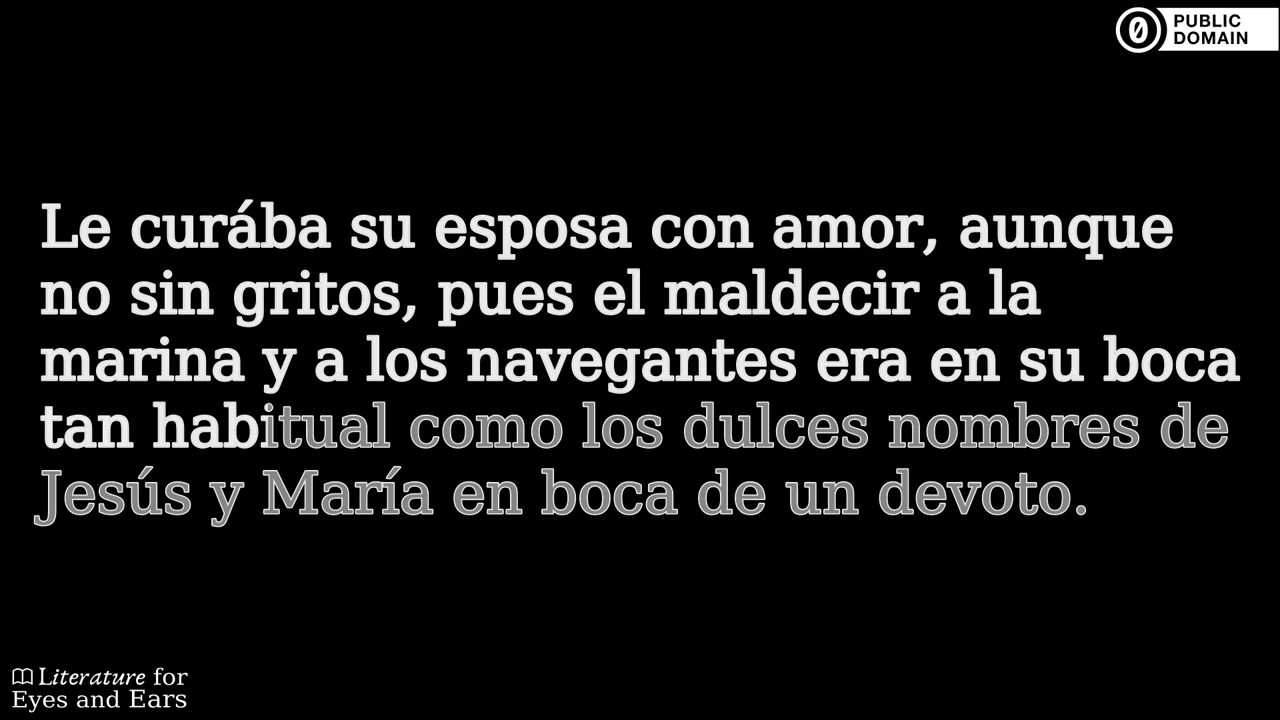 PUBLIC
DOMAIN
Le curába su esposa con amor, aunque
no sin gritos, pues el maldecir a la
marina y a los navegantes era en su boca
tan habitual como los dulces nombres de
Jesús y María en boca de un devoto.
Literature for
Eyes and Ears